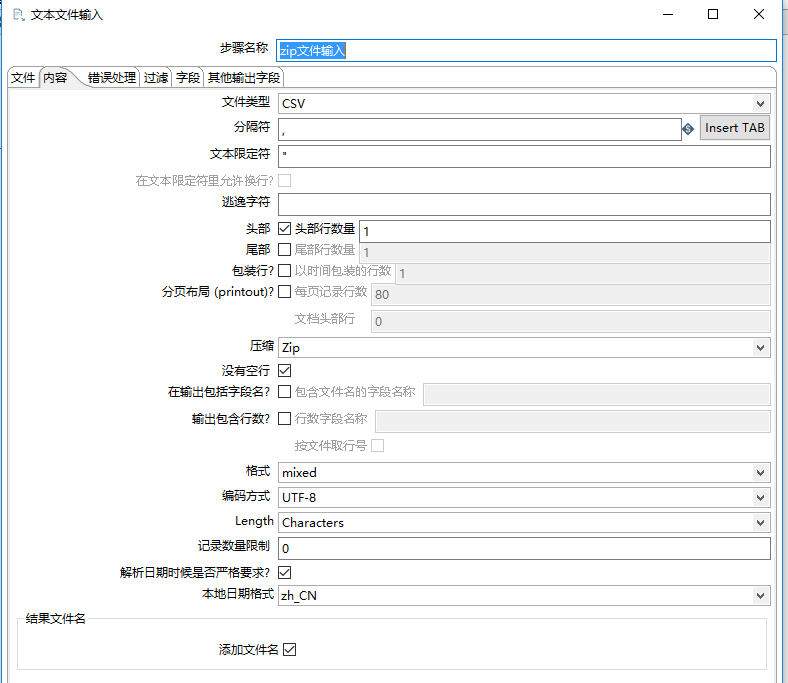 文本文件输入
步骤名称 zip文件输入
文件 内容 错误处理 过滤 字段 其他输出字段
文件类型 CSV
分隔符 , Insert TAB
文本限定符 "
在文本限定符里允许换行?
逃逸字符
头部 头部行数量 1
尾部 尾部行数量 1
包装行? 以时间包装的行数 1
分页布局 (printout)? 每页记录行数 80
文档头部行 0
压缩 Zip
没有空行
在输出包括字段名? 包含文件名的字段名称
输出包含行数? 行数字段名称
按文件取行号
格式 mixed
编码方式 UTF-8
Length Characters
记录数量限制 0
解析日期时候是否严格要求?
本地日期格式 zh_CN
结果文件名
添加文件名